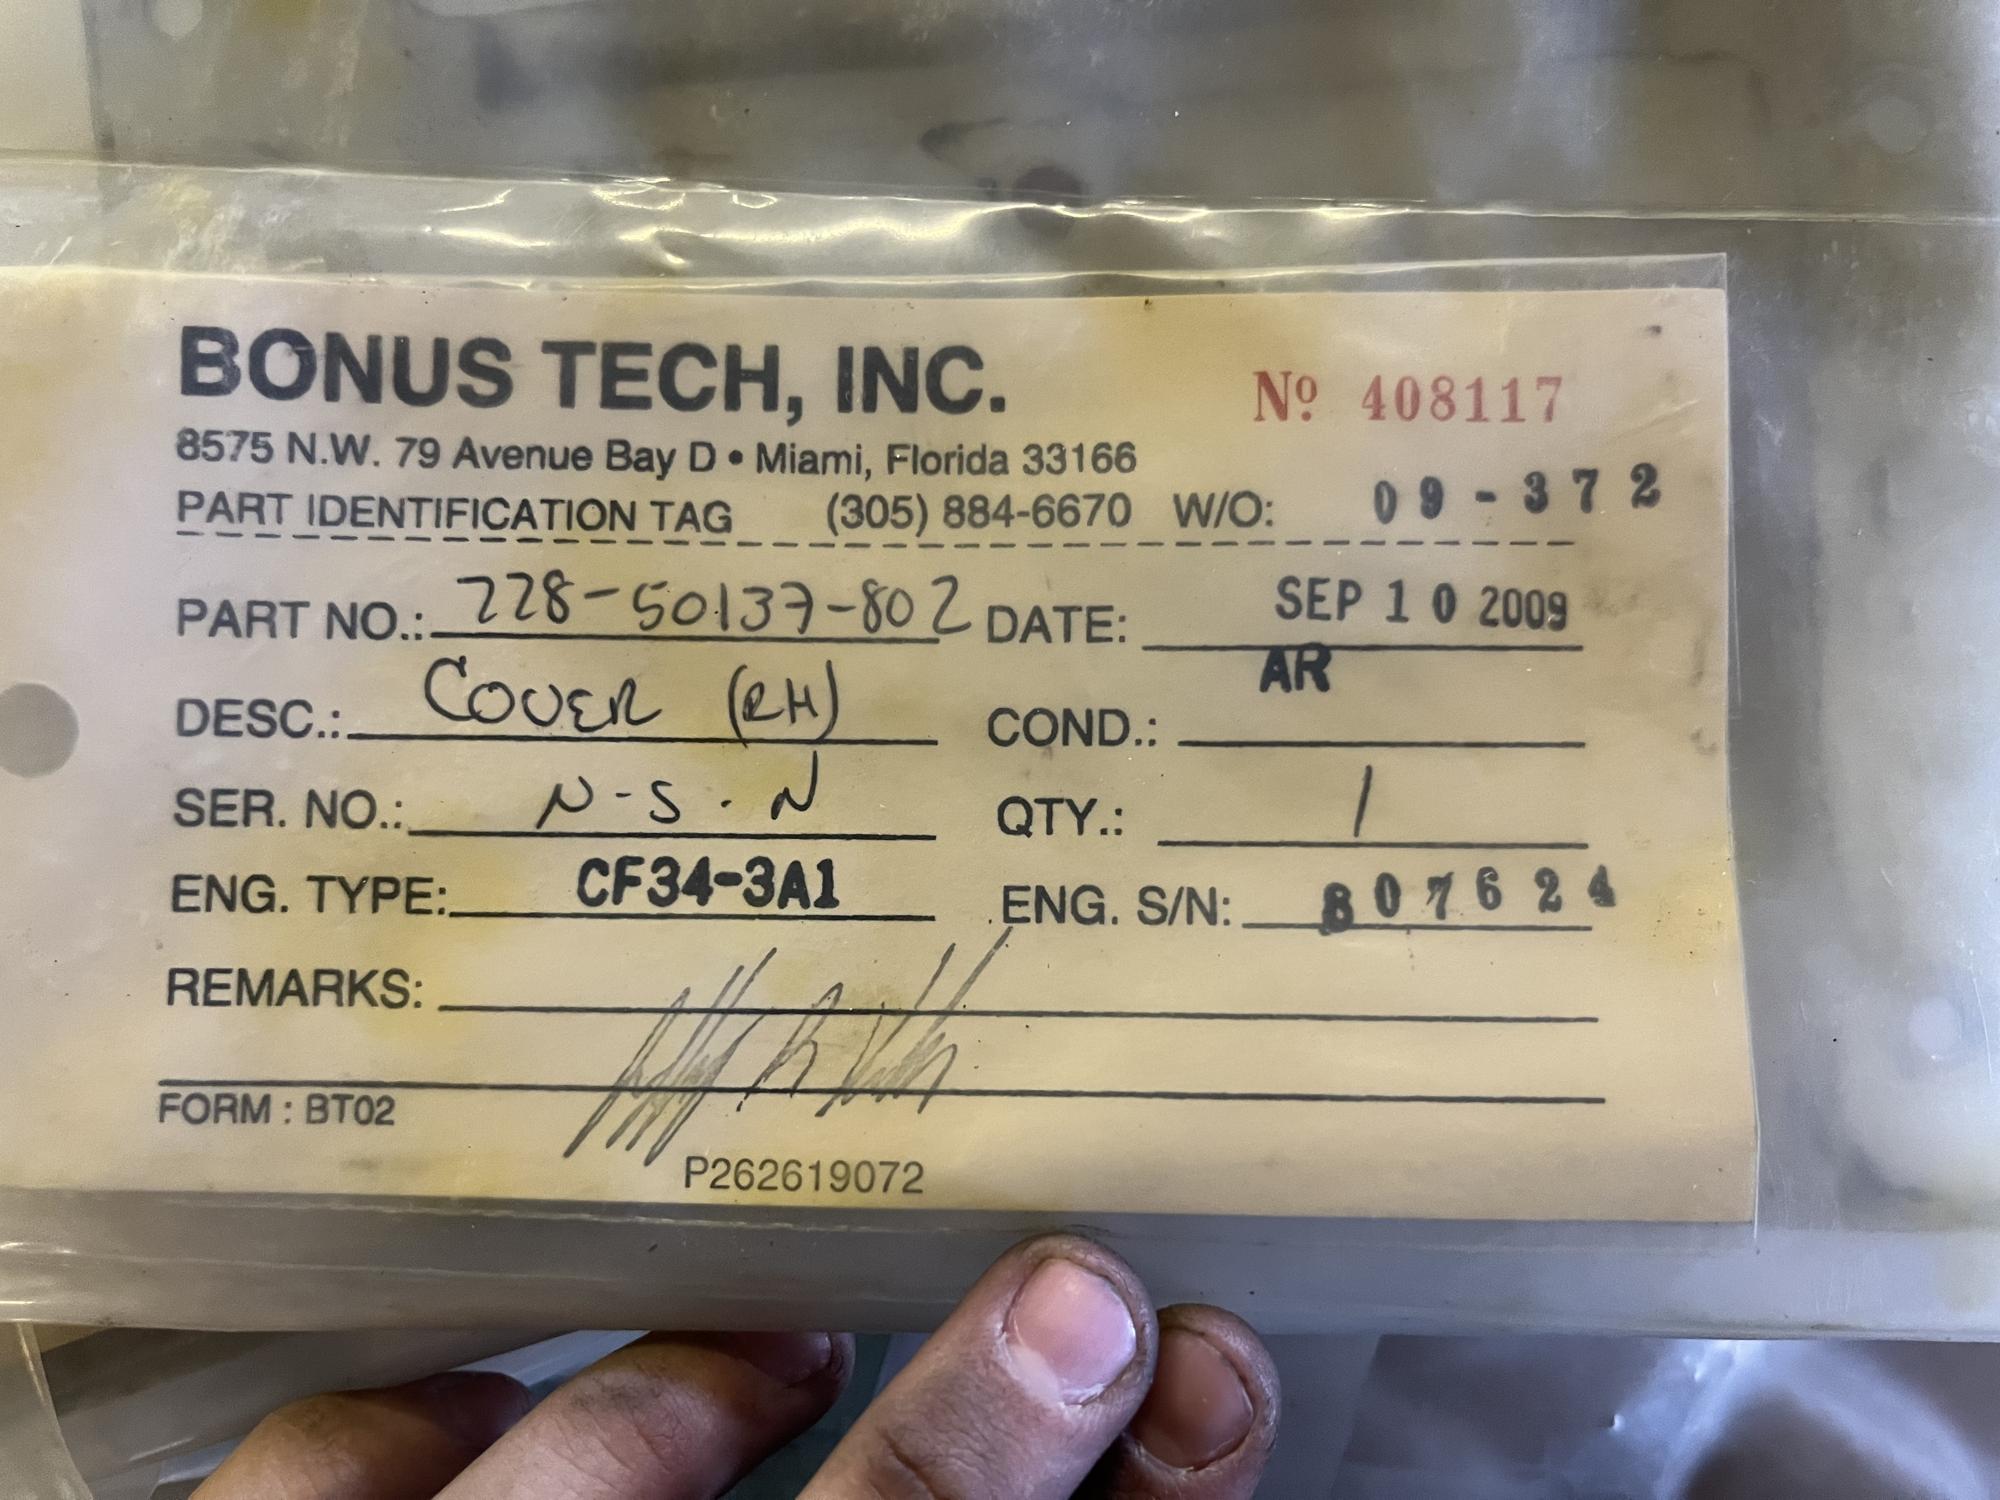 BONUS TECH, INC.
Nº 408117
8575 N.W. 79 Avenue Bay D • Miami, Florida 33166
PART IDENTIFICATION TAG (305) 884-6670 W/O: 09-372
PART NO.: 228-50137-802 DATE: SEP 10 2009
DESC.: COVER (RH) COND.: AR
SER. NO.: N-S-N QTY.: 1
ENG. TYPE: CF34-3A1 ENG. S/N: 807624
REMARKS:
FORM : BT02
P262619072